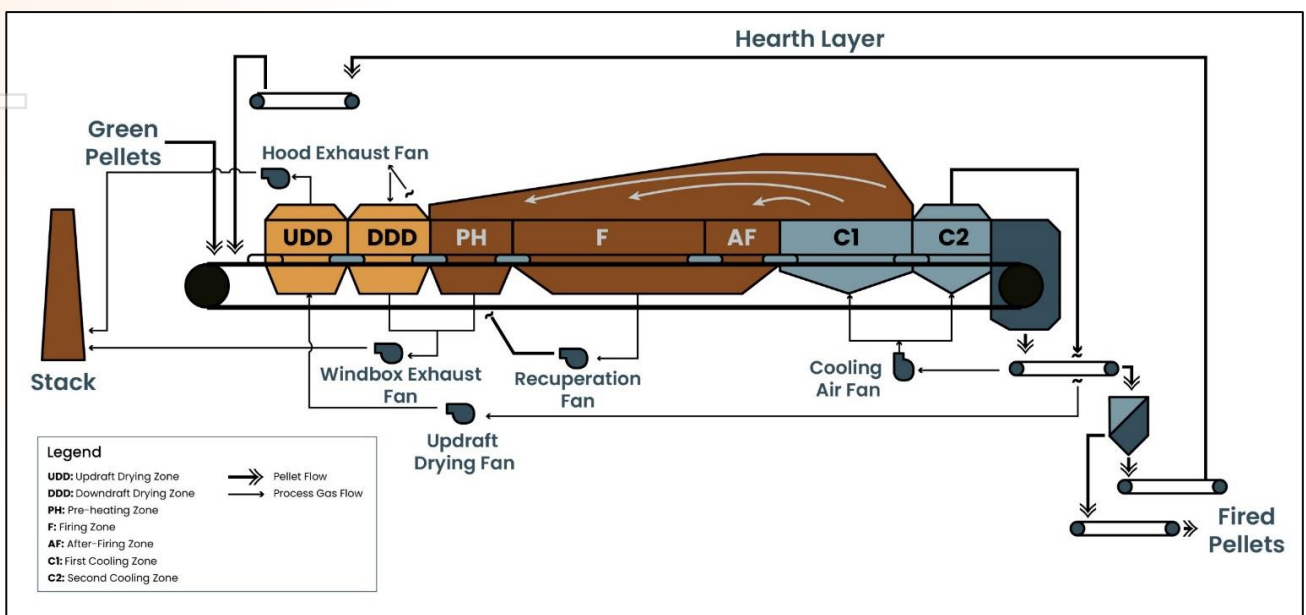 Hearth Layer
Green
Pellets
Hood Exhaust Fan
UDD
DDD
PH
F
AF
C1
C2
Stack
Windbox Exhaust
Fan
Recuperation
Fan
Cooling
Air Fan
Updraft
Drying Fan
Fired
Pellets
Legend
UDD: Updraft Drying Zone
DDD: Downdraft Drying Zone
PH: Pre-heating Zone
F: Firing Zone
AF: After-Firing Zone
C1: First Cooling Zone
C2: Second Cooling Zone
Pellet Flow
Process Gas Flow